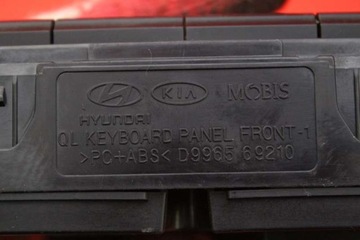 KIA MOBIS
HYUNDAI
QL KEYBOARD PANEL FRONT-1
>PC+ABS< D9965 69210